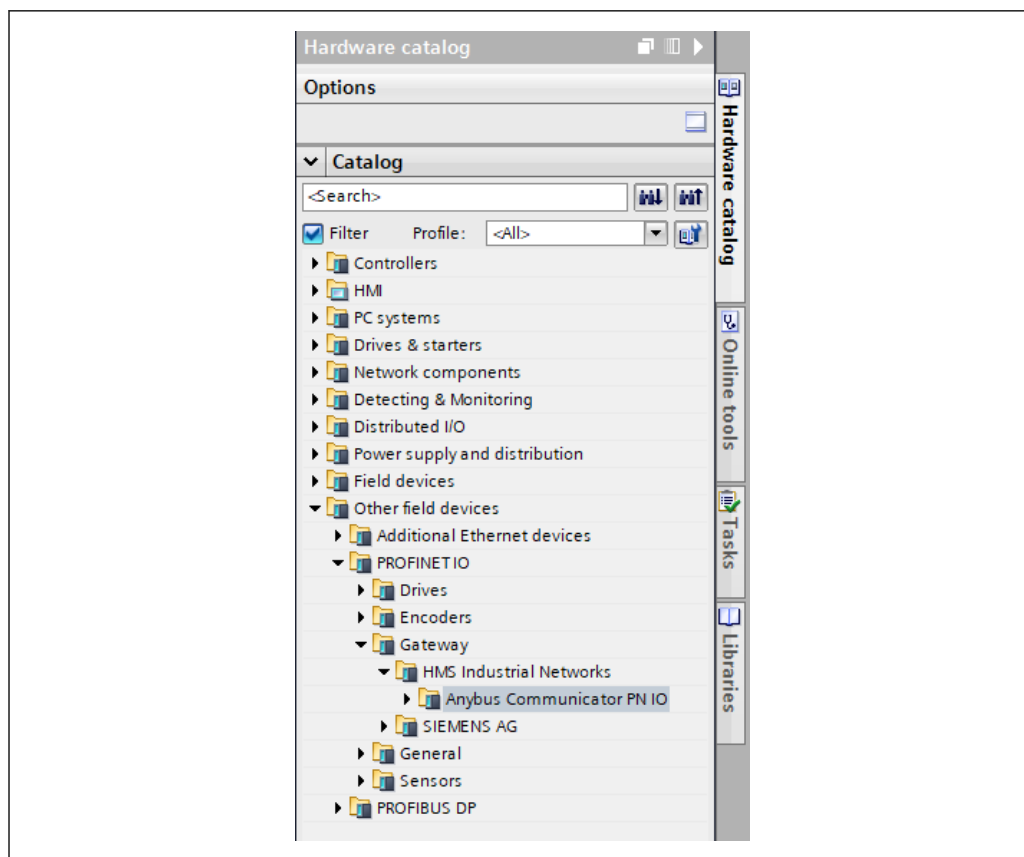 Hardware catalog
Options
Catalog
<Search>
Filter Profile: <All>
Controllers
HMI
PC systems
Drives & starters
Network components
Detecting & Monitoring
Distributed I/O
Power supply and distribution
Field devices
Other field devices
Additional Ethernet devices
PROFINET IO
Drives
Encoders
Gateway
HMS Industrial Networks
Anybus Communicator PN IO
SIEMENS AG
General
Sensors
PROFIBUS DP
Hardware catalog
Online tools
Tasks
Libraries